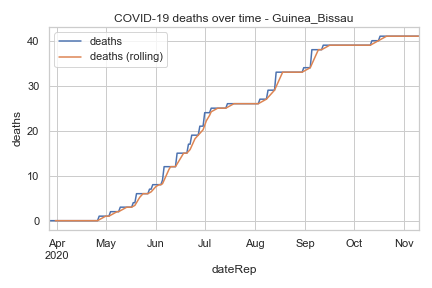 COVID-19 deaths over time - Guinea_Bissau
deaths
deaths (rolling)
40
30
20
10
0
deaths
Apr May Jun Jul Aug Sep Oct Nov
2020
dateRep